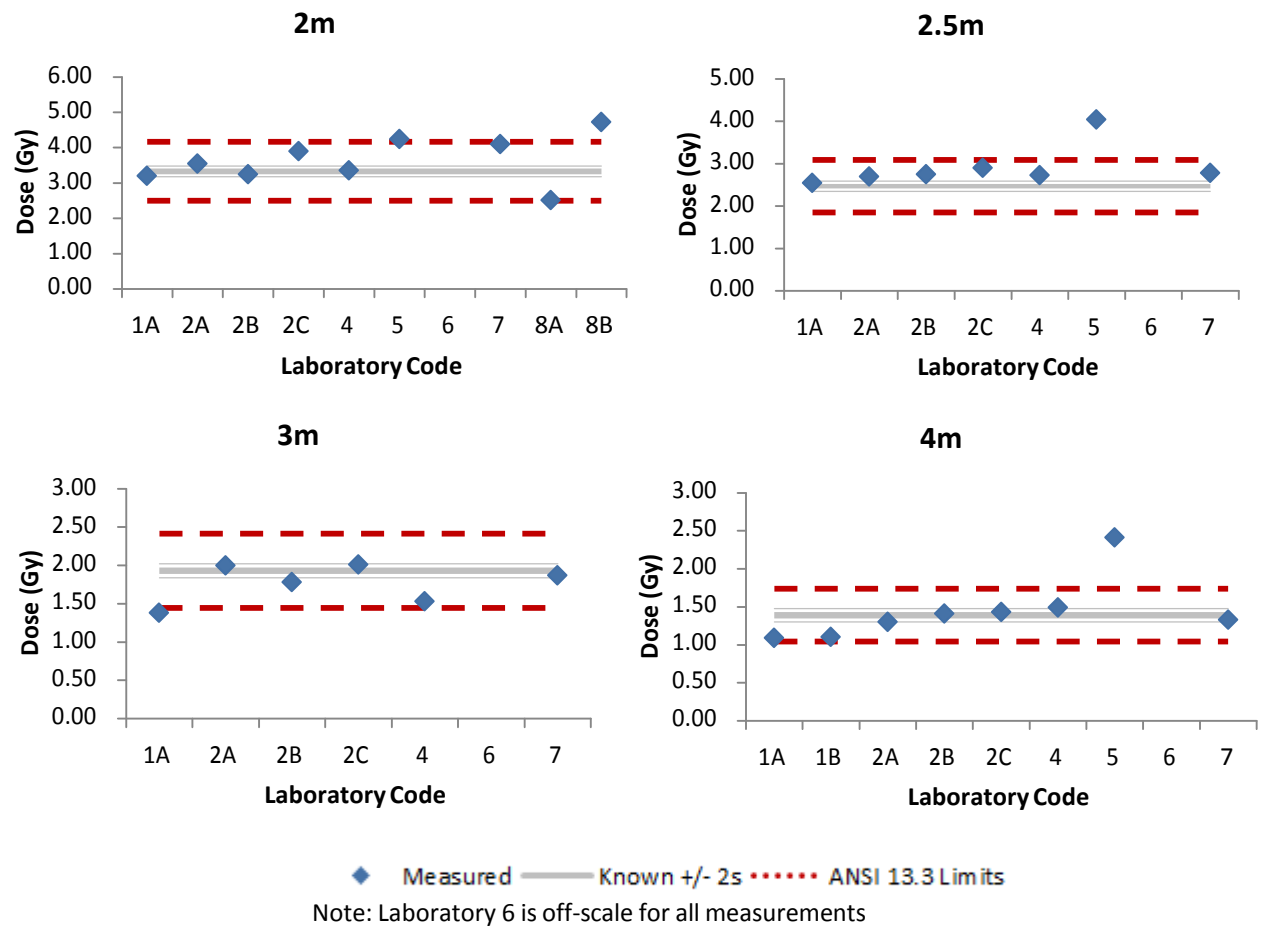 2m
6.00
5.00
4.00
3.00
2.00
1.00
0.00
Dose (Gy)
1A 2A 2B 2C 4 5 6 7 8A 8B
Laboratory Code
2.5m
5.00
4.00
3.00
2.00
1.00
0.00
Dose (Gy)
1A 2A 2B 2C 4 5 6 7
Laboratory Code
3m
3.00
2.50
2.00
1.50
1.00
0.50
0.00
Dose (Gy)
1A 2A 2B 2C 4 6 7
Laboratory Code
4m
3.00
2.50
2.00
1.50
1.00
0.50
0.00
Dose (Gy)
1A 1B 2A 2B 2C 4 5 6 7
Laboratory Code
Measured Known +/- 2s ANSI 13.3 Limits
Note: Laboratory 6 is off-scale for all measurements